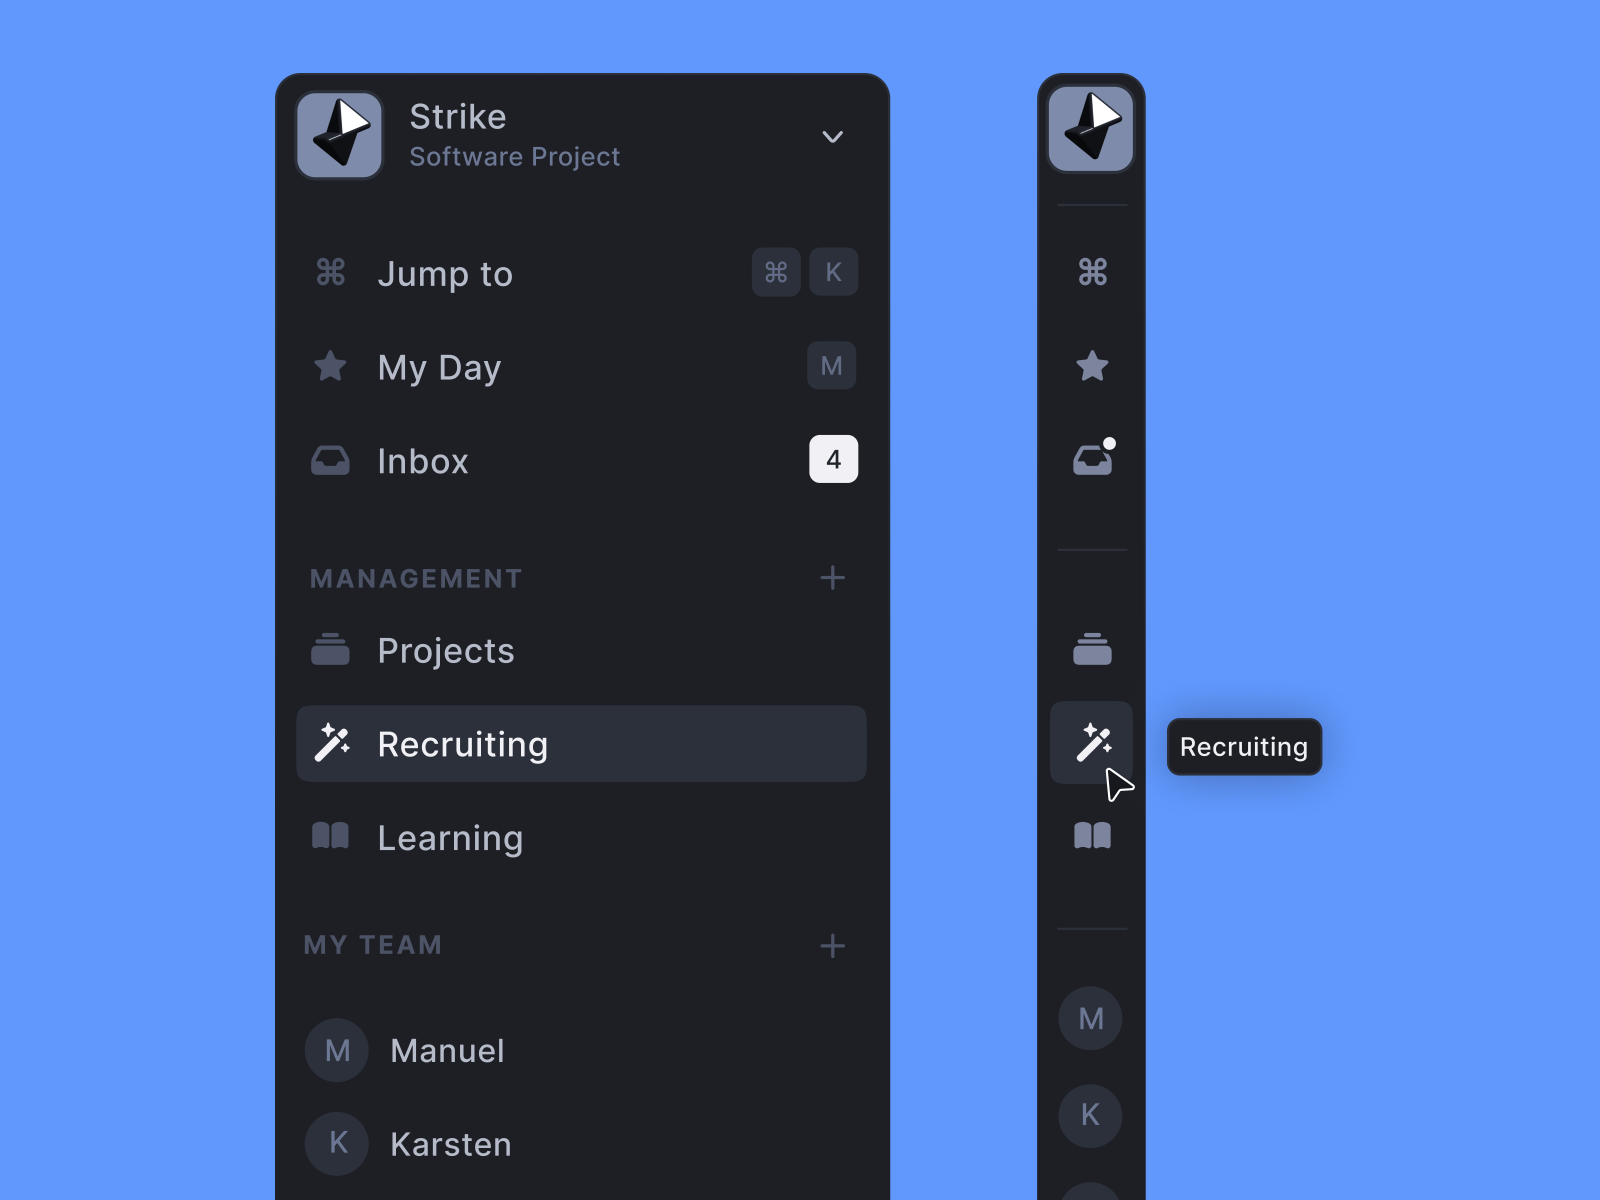 Strike
Software Project
Jump to ⌘ K
My Day M
Inbox 4
MANAGEMENT
Projects
Recruiting
Learning
MY TEAM
M Manuel
K Karsten
Recruiting
M
K